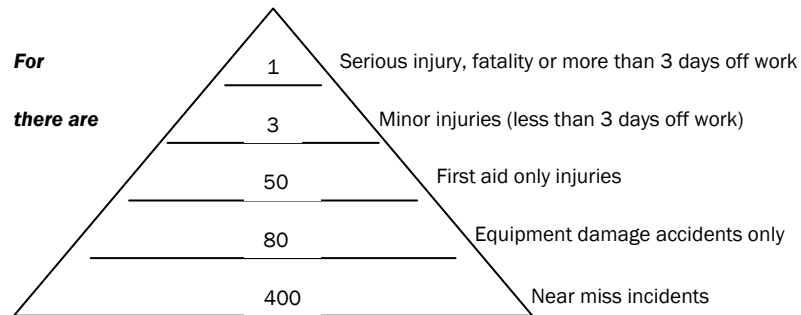 For 1 Serious injury, fatality or more than 3 days off work
there are 3 Minor injuries (less than 3 days off work)
50 First aid only injuries
80 Equipment damage accidents only
400 Near miss incidents